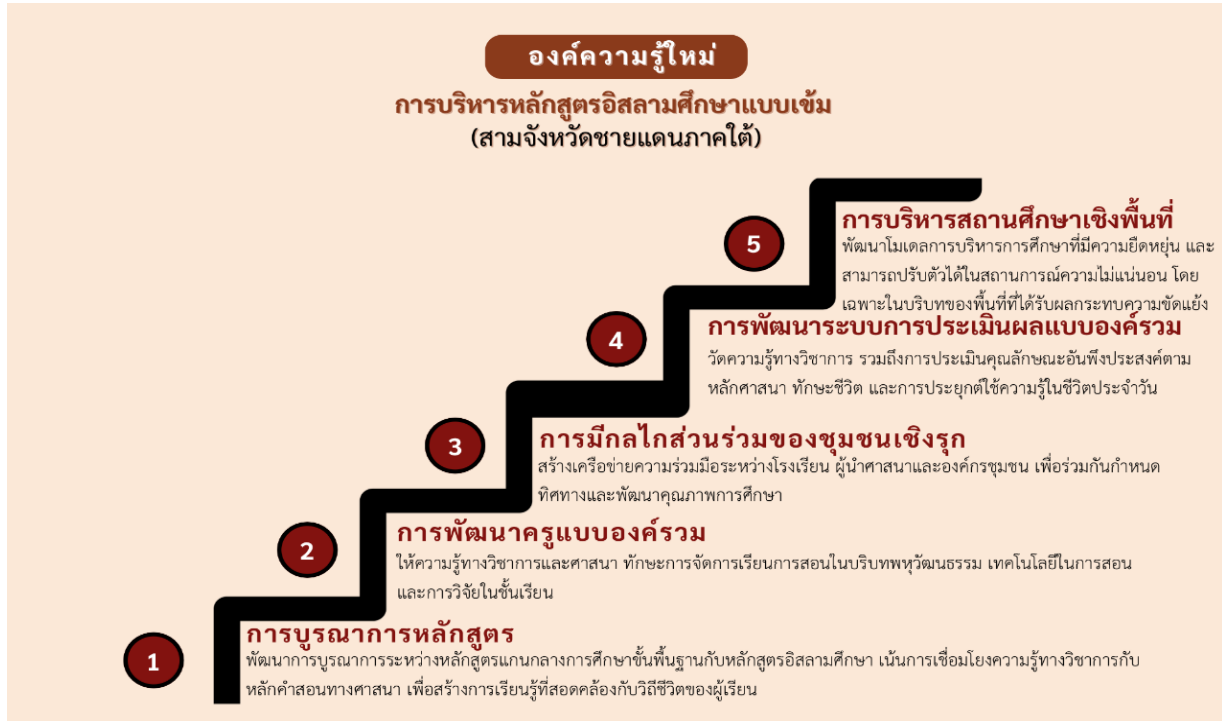 องค์ความรู้ใหม่
การบริหารหลักสูตรอิสลามศึกษาแบบเข้ม
(สามจังหวัดชายแดนภาคใต้)
5
การบริหารสถานศึกษาเชิงพื้นที่
พัฒนาโมเดลการบริหารการศึกษาที่มีความยืดหยุ่น และ
สามารถปรับตัวได้ในสถานการณ์ความไม่แน่นอน โดย
เฉพาะในบริบทของพื้นที่ที่ได้รับผลกระทบความขัดแย้ง
4
การพัฒนาระบบการประเมินผลแบบองค์รวม
วัดความรู้ทางวิชาการ รวมถึงการประเมินคุณลักษณะอันพึงประสงค์ตาม
หลักศาสนา ทักษะชีวิต และการประยุกต์ใช้ความรู้ในชีวิตประจำวัน
3
การมีกลไกส่วนร่วมของชุมชนเชิงรุก
สร้างเครือข่ายความร่วมมือระหว่างโรงเรียน ผู้นำศาสนาและองค์กรชุมชน เพื่อร่วมกันกำหนด
ทิศทางและพัฒนาคุณภาพการศึกษา
2
การพัฒนาครูแบบองค์รวม
ให้ความรู้ทางวิชาการและศาสนา ทักษะการจัดการเรียนการสอนในบริบทพหุวัฒนธรรม เทคโนโลยีในการสอน
และการวิจัยในชั้นเรียน
1
การบูรณาการหลักสูตร
พัฒนาการบูรณาการระหว่างหลักสูตรแกนกลางการศึกษาขั้นพื้นฐานกับหลักสูตรอิสลามศึกษา เน้นการเชื่อมโยงความรู้ทางวิชาการกับ
หลักคำสอนทางศาสนา เพื่อสร้างการเรียนรู้ที่สอดคล้องกับวิถีชีวิตของผู้เรียน